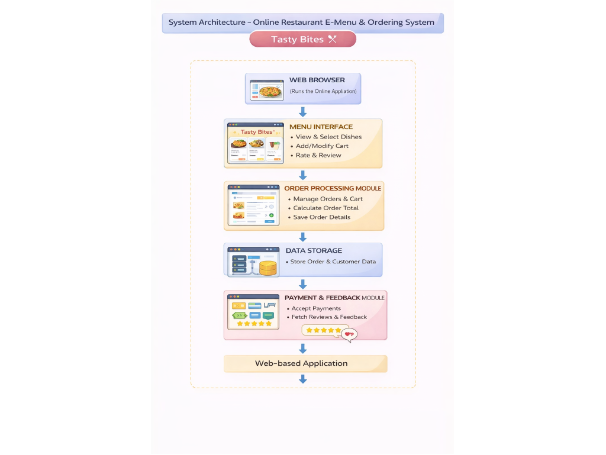 System Architecture – Online Restaurant E-Menu & Ordering System
Tasty Bites
WEB BROWSER
(Runs the Online Appliation)
MENU INTERFACE
Tasty Bites
• View & Select Dishes
• Add/Modify Cart
• Rate & Review
ORDER PROCESSING MODULE
• Manage Orders & Cart
• Calculate Order Total
• Save Order Details
DATA STORAGE
• Store Order & Customer Data
PAYMENT & FEEDBACK MODULE
• Accept Payments
• Fetch Reviews & Feedback
Web-based Application